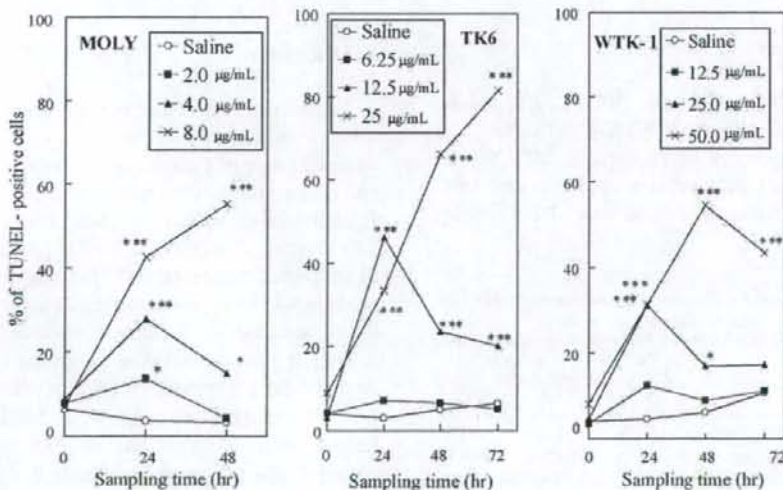 MOLY
Saline
2.0 µg/mL
4.0 µg/mL
8.0 µg/mL
% of TUNEL- positive cells
100
80
60
40
20
0
***
***
***
*
*
0 24 48
Sampling time (hr)
TK6
Saline
6.25 µg/mL
12.5 µg/mL
25 µg/mL
100
80
60
40
20
0
***
***
***
***
***
***
0 24 48 72
Sampling time (hr)
WTK-1
Saline
12.5 µg/mL
25.0 µg/mL
50.0 µg/mL
100
80
60
40
20
0
***
***
***
***
*
0 24 48 72
Sampling time (hr)